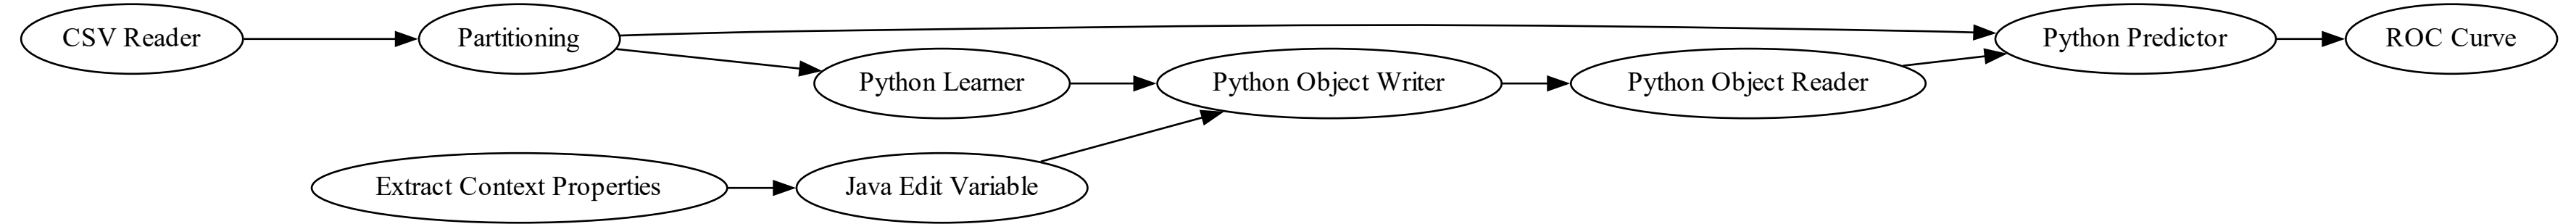 CSV Reader
Partitioning
Python Learner
Python Object Writer
Python Object Reader
Python Predictor
ROC Curve
Extract Context Properties
Java Edit Variable